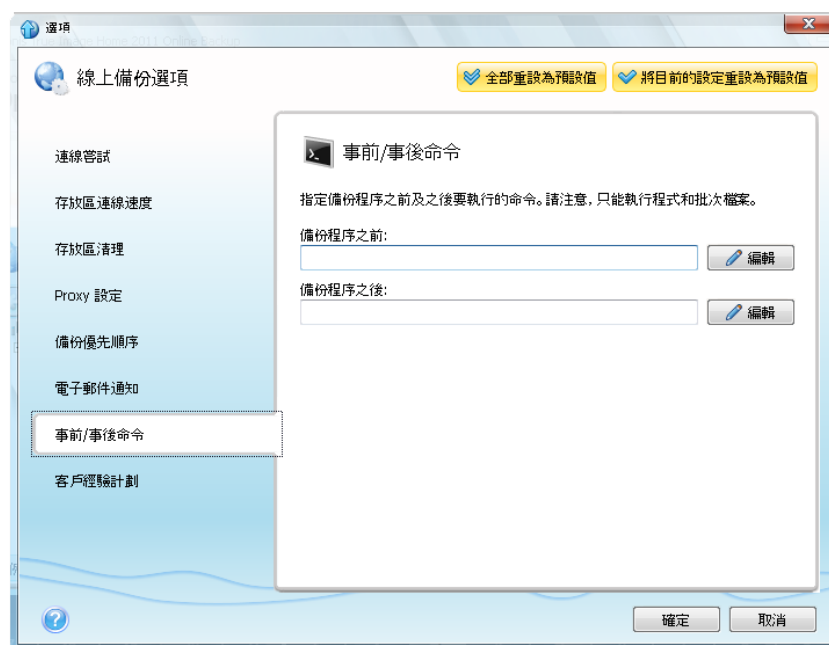 選項
線上備份選項
全部重設為預設值
將目前的設定重設為預設值
連線嘗試
存放區連線速度
存放區清理
Proxy 設定
備份優先順序
電子郵件通知
事前/事後命令
客戶經驗計劃
事前/事後命令
指定備份程序之前及之後要執行的命令。請注意，只能執行程式和批次檔案。
備份程序之前:
編輯
備份程序之後:
編輯
確定
取消